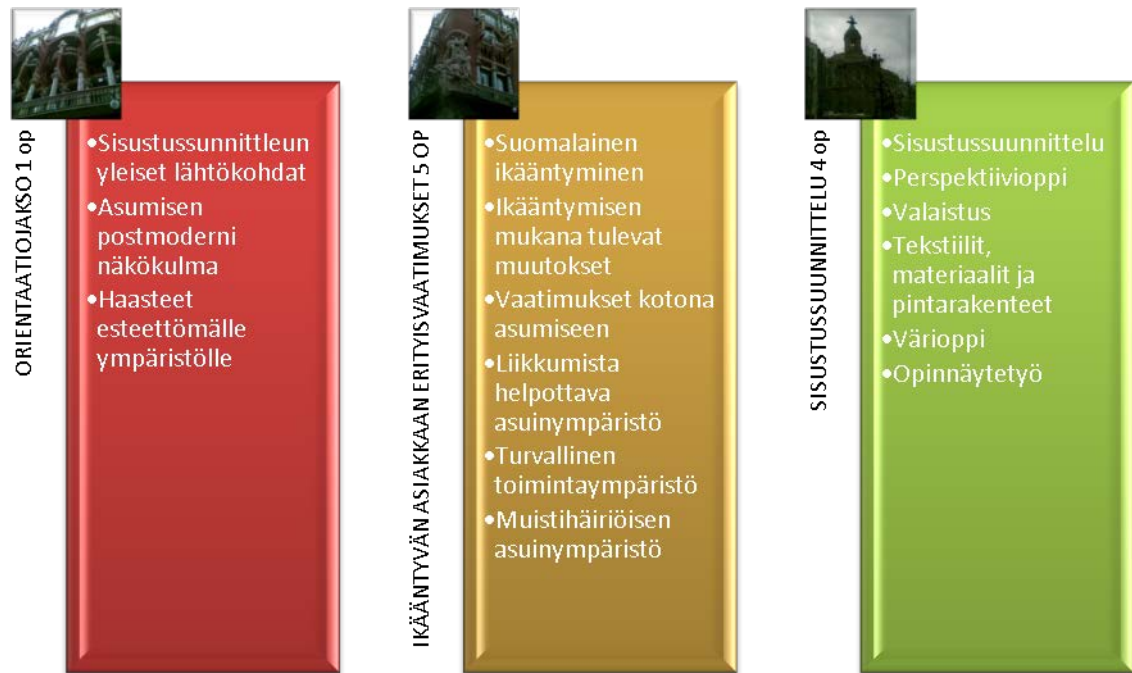 ORIENTAATIOJAKSO 1 op
•Sisustussunnittleun
yleiset lähtökohdat
•Asumisen
postmoderni
näkökulma
•Haasteet
esteettömälle
ympäristölle
IKÄÄNTYVÄN ASIAKKAAN ERITYISVAATIMUKSET 5 OP
•Suomalainen
ikääntyminen
•Ikääntymisen
mukana tulevat
muutokset
•Vaatimukset kotona
asumiseen
•Liikkumista
helpottava
asuinympäristö
•Turvallinen
toimintaympäristö
•Muistihäiriöisen
asuinympäristö
SISUSTUSSUUNNITTELU 4 op
•Sisustussuunnittelu
•Perspektiivioppi
•Valaistus
•Tekstiilit,
materiaalit ja
pintarakenteet
•Värioppi
•Opinnäytetyö